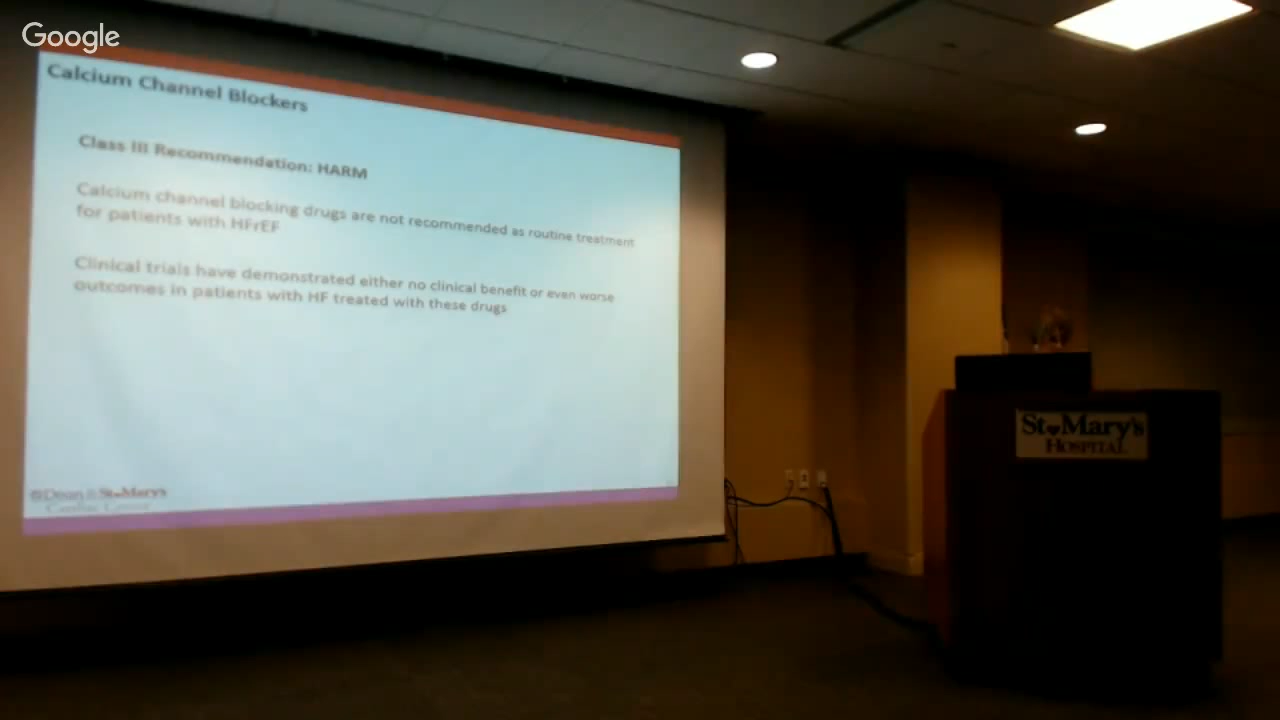 Google
Calcium Channel Blockers
Class III Recommendation: HARM
Calcium channel blocking drugs are not recommended as routine treatment
for patients with HFrEF
Clinical trials have demonstrated either no clinical benefit or even worse
outcomes in patients with HF treated with these drugs
Dean & St.Mary's
Cardiac Center
St.Mary's
HOSPITAL